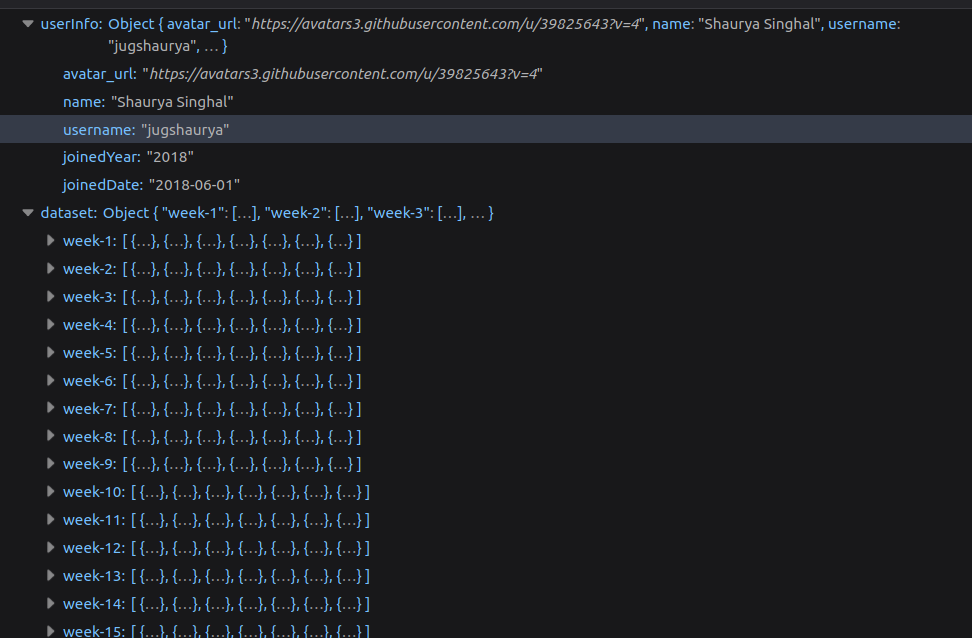 userInfo: Object { avatar_url: "https://avatars3.githubusercontent.com/u/39825643?v=4", name: "Shaurya Singhal", username:
"jugshaurya", … }
avatar_url: "https://avatars3.githubusercontent.com/u/39825643?v=4"
name: "Shaurya Singhal"
username: "jugshaurya"
joinedYear: "2018"
joinedDate: "2018-06-01"
dataset: Object { "week-1": […], "week-2": […], "week-3": […], … }
week-1: [ {…}, {…}, {…}, {…}, {…}, {…}, {…} ]
week-2: [ {…}, {…}, {…}, {…}, {…}, {…}, {…} ]
week-3: [ {…}, {…}, {…}, {…}, {…}, {…}, {…} ]
week-4: [ {…}, {…}, {…}, {…}, {…}, {…}, {…} ]
week-5: [ {…}, {…}, {…}, {…}, {…}, {…}, {…} ]
week-6: [ {…}, {…}, {…}, {…}, {…}, {…}, {…} ]
week-7: [ {…}, {…}, {…}, {…}, {…}, {…}, {…} ]
week-8: [ {…}, {…}, {…}, {…}, {…}, {…}, {…} ]
week-9: [ {…}, {…}, {…}, {…}, {…}, {…}, {…} ]
week-10: [ {…}, {…}, {…}, {…}, {…}, {…}, {…} ]
week-11: [ {…}, {…}, {…}, {…}, {…}, {…}, {…} ]
week-12: [ {…}, {…}, {…}, {…}, {…}, {…}, {…} ]
week-13: [ {…}, {…}, {…}, {…}, {…}, {…}, {…} ]
week-14: [ {…}, {…}, {…}, {…}, {…}, {…}, {…} ]
week-15: [ {…}, {…}, {…}, {…}, {…}, {…}, {…} ]